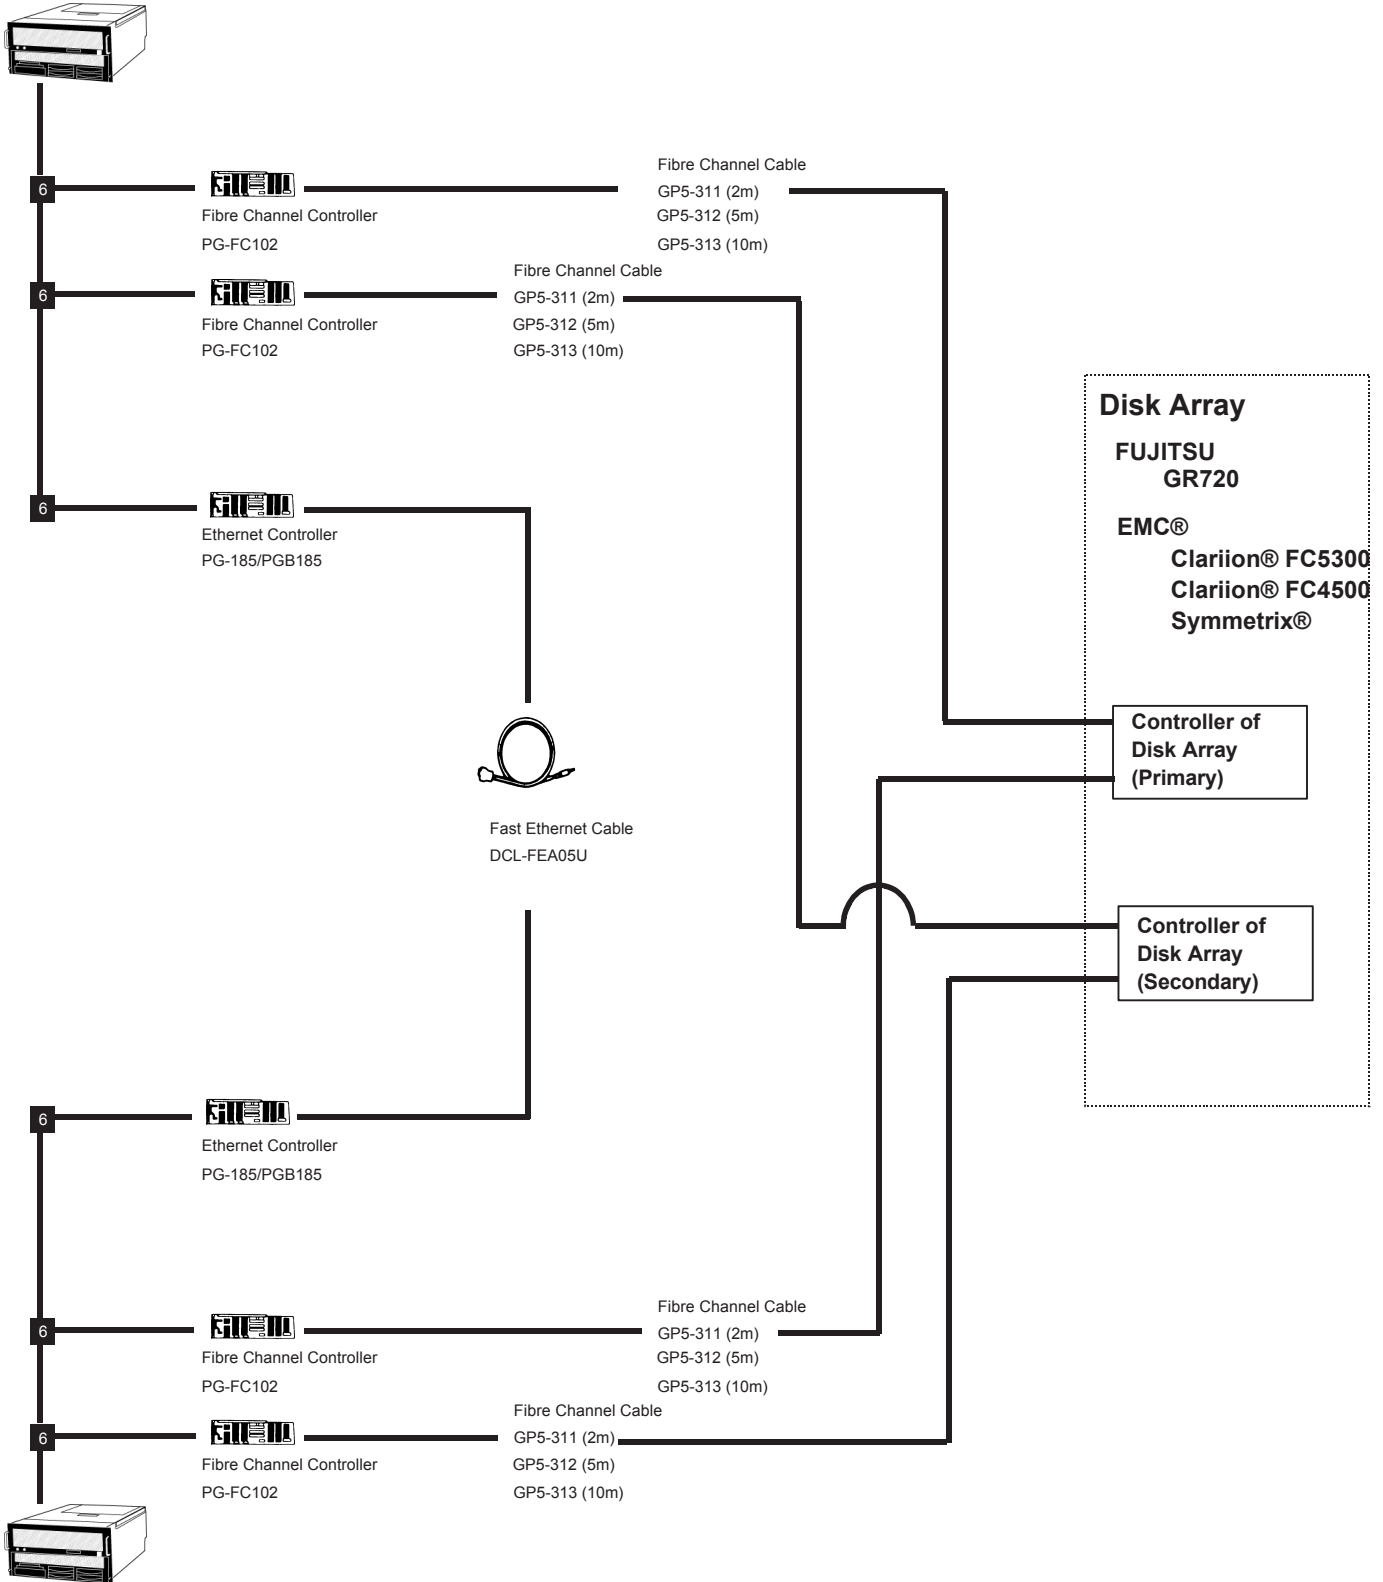 6
Fibre Channel Controller
PG-FC102
Fibre Channel Cable
GP5-311 (2m)
GP5-312 (5m)
GP5-313 (10m)
6
Fibre Channel Controller
PG-FC102
Fibre Channel Cable
GP5-311 (2m)
GP5-312 (5m)
GP5-313 (10m)
6
Ethernet Controller
PG-185/PGB185
Fast Ethernet Cable
DCL-FEA05U
Disk Array
FUJITSU
GR720
EMC®
Clariion® FC5300
Clariion® FC4500
Symmetrix®
Controller of
Disk Array
(Primary)
Controller of
Disk Array
(Secondary)
6
Ethernet Controller
PG-185/PGB185
6
Fibre Channel Controller
PG-FC102
Fibre Channel Cable
GP5-311 (2m)
GP5-312 (5m)
GP5-313 (10m)
6
Fibre Channel Controller
PG-FC102
Fibre Channel Cable
GP5-311 (2m)
GP5-312 (5m)
GP5-313 (10m)